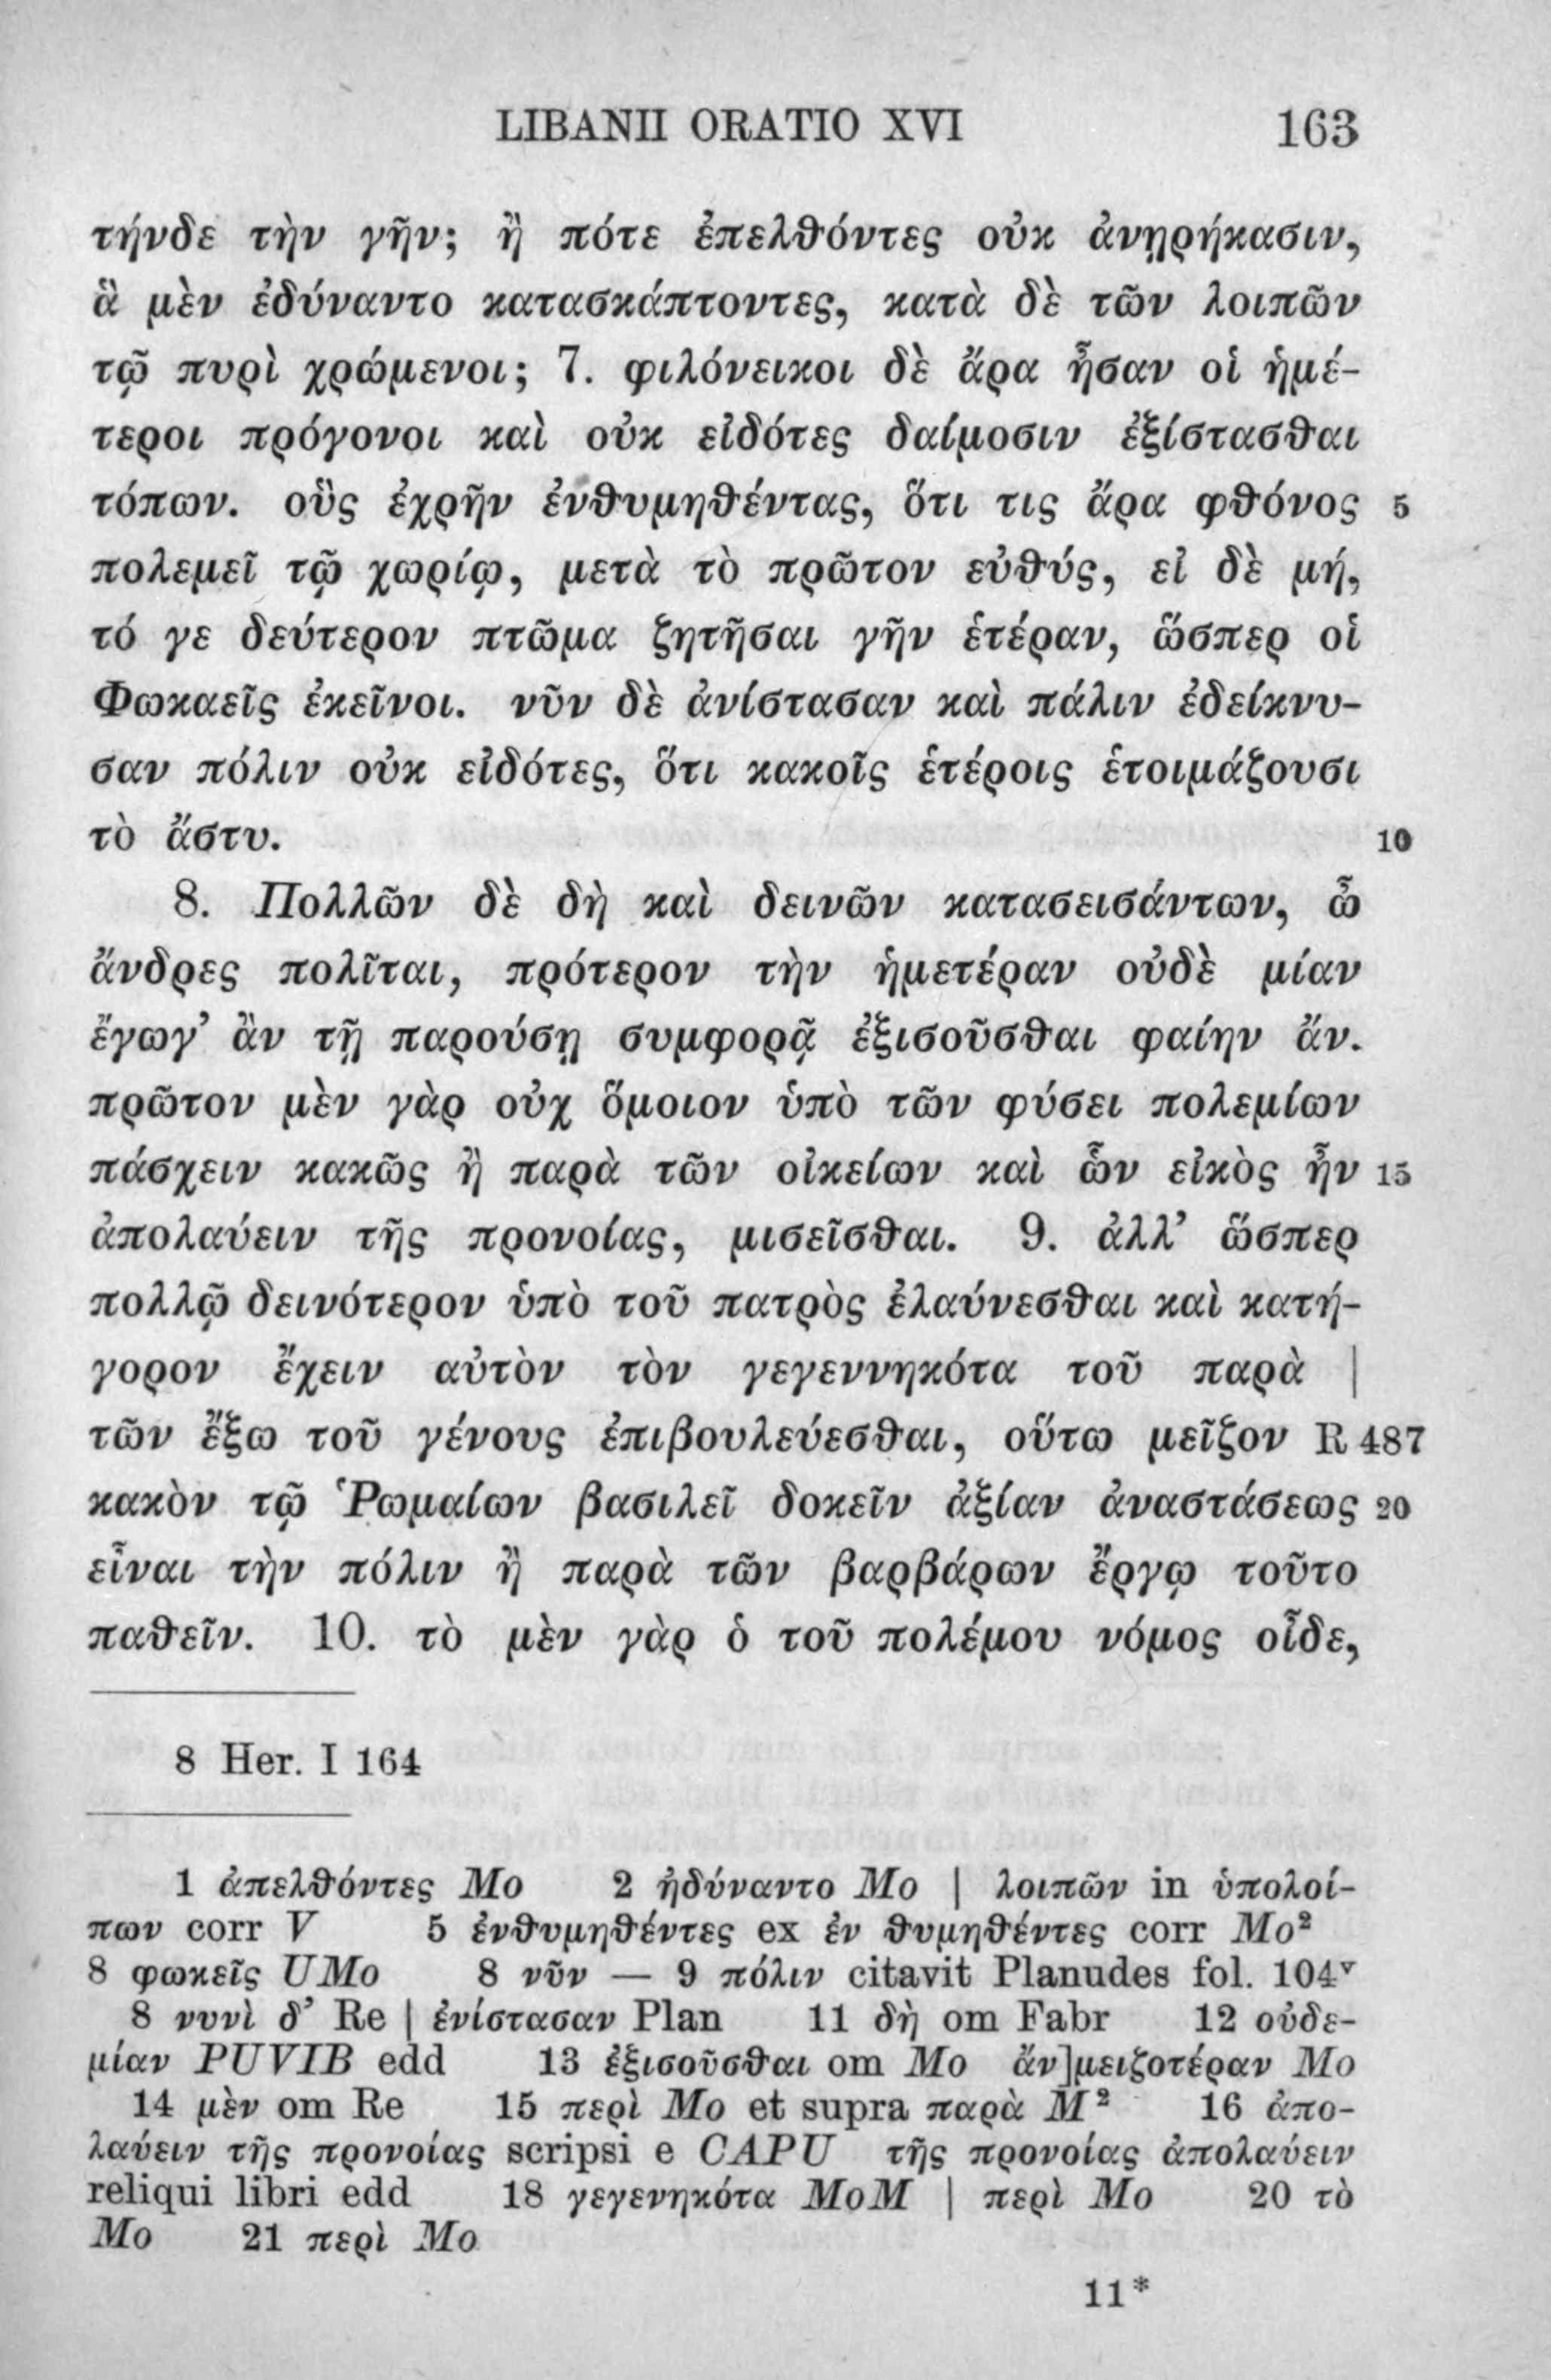 LIBANII ORATIO XVI 163
τήνδε τὴν γῆν; ἢ πότε ἐπελθόντες οὐκ ἀνῃρήκασιν,
ἃ μὲν ἐδύναντο κατασκάπτοντες, κατὰ δὲ τῶν λοιπῶν
τῷ πυρὶ χρώμενοι; 7. φιλόνεικοι δὲ ἄρα ἦσαν οἱ ἡμέ-
τεροι πρόγονοι καὶ οὐκ εἰδότες δαίμοσιν ἐξίστασθαι
τόπων. οὓς ἐχρῆν ἐνθυμηθέντας, ὅτι τις ἄρα φθόνος 5
πολεμεῖ τῷ χωρίῳ, μετὰ τὸ πρῶτον εὐθύς, εἰ δὲ μή,
τό γε δεύτερον πτῶμα ζητῆσαι γῆν ἑτέραν, ὥσπερ οἱ
Φωκαεῖς ἐκεῖνοι. νῦν δὲ ἀνίστασαν καὶ πάλιν ἐδείκνυ-
σαν πόλιν οὐκ εἰδότες, ὅτι κακοῖς ἑτέροις ἑτοιμάζουσι
τὸ ἄστυ. 10
8. Πολλῶν δὲ δὴ καὶ δεινῶν κατασεισάντων, ὦ
ἄνδρες πολῖται, πρότερον τὴν ἡμετέραν οὐδὲ μίαν
ἔγωγ’ ἂν τῇ παρούσῃ συμφορᾷ ἐξισοῦσθαι φαίην ἄν.
πρῶτον μὲν γὰρ οὐχ ὅμοιον ὑπὸ τῶν φύσει πολεμίων
πάσχειν κακῶς ἢ παρὰ τῶν οἰκείων καὶ ὧν εἰκὸς ἦν 15
ἀπολαύειν τῆς προνοίας, μισεῖσθαι. 9. ἀλλ’ ὥσπερ
πολλῷ δεινότερον ὑπὸ τοῦ πατρὸς ἐλαύνεσθαι καὶ κατή-
γορον ἔχειν αὐτὸν τὸν γεγεννηκότα τοῦ παρὰ |
τῶν ἔξω τοῦ γένους ἐπιβουλεύεσθαι, οὕτω μεῖζον R 487
κακὸν τῷ Ῥωμαίων βασιλεῖ δοκεῖν ἀξίαν ἀναστάσεως 20
εἶναι τὴν πόλιν ἢ παρὰ τῶν βαρβάρων ἔργῳ τοῦτο
παθεῖν. 10. τὸ μὲν γὰρ ὁ τοῦ πολέμου νόμος οἶδε,
8 Her. I 164
1 ἀπελθόντες Mo 2 ἠδύναντο Mo | λοιπῶν in ὑπολοί-
πων corr V 5 ἐνθυμηθέντες ex ἐν θυμηθέντες corr Mo²
8 φωκεῖς UMo 8 νῦν — 9 πόλιν citavit Planudes fol. 104ᵛ
8 νυνὶ δ’ Re | ἐνίστασαν Plan 11 δὴ om Fabr 12 οὐδε-
μίαν PUVIB edd 13 ἐξισοῦσθαι om Mo ἄν]μειζοτέραν Mo
14 μὲν om Re 15 περὶ Mo et supra παρὰ M² 16 ἀπο-
λαύειν τῆς προνοίας scripsi e CAPU τῆς προνοίας ἀπολαύειν
reliqui libri edd 18 γεγενηκότα MoM | περὶ Mo 20 τὸ
Mo 21 περὶ Mo
11*